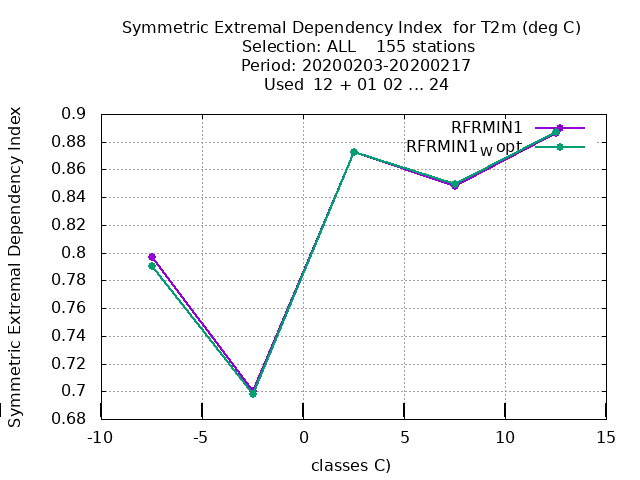 Symmetric Extremal Dependency Index  for T2m (deg C)
Selection: ALL    155 stations
Period: 20200203-20200217
Used  12 + 01 02 ... 24
Symmetric Extremal Dependency Index
0.9
0.88
0.86
0.84
0.82
0.8
0.78
0.76
0.74
0.72
0.7
0.68
RFRMIN1
RFRMIN1W opt
-10
-5
0
5
10
15
classes C)